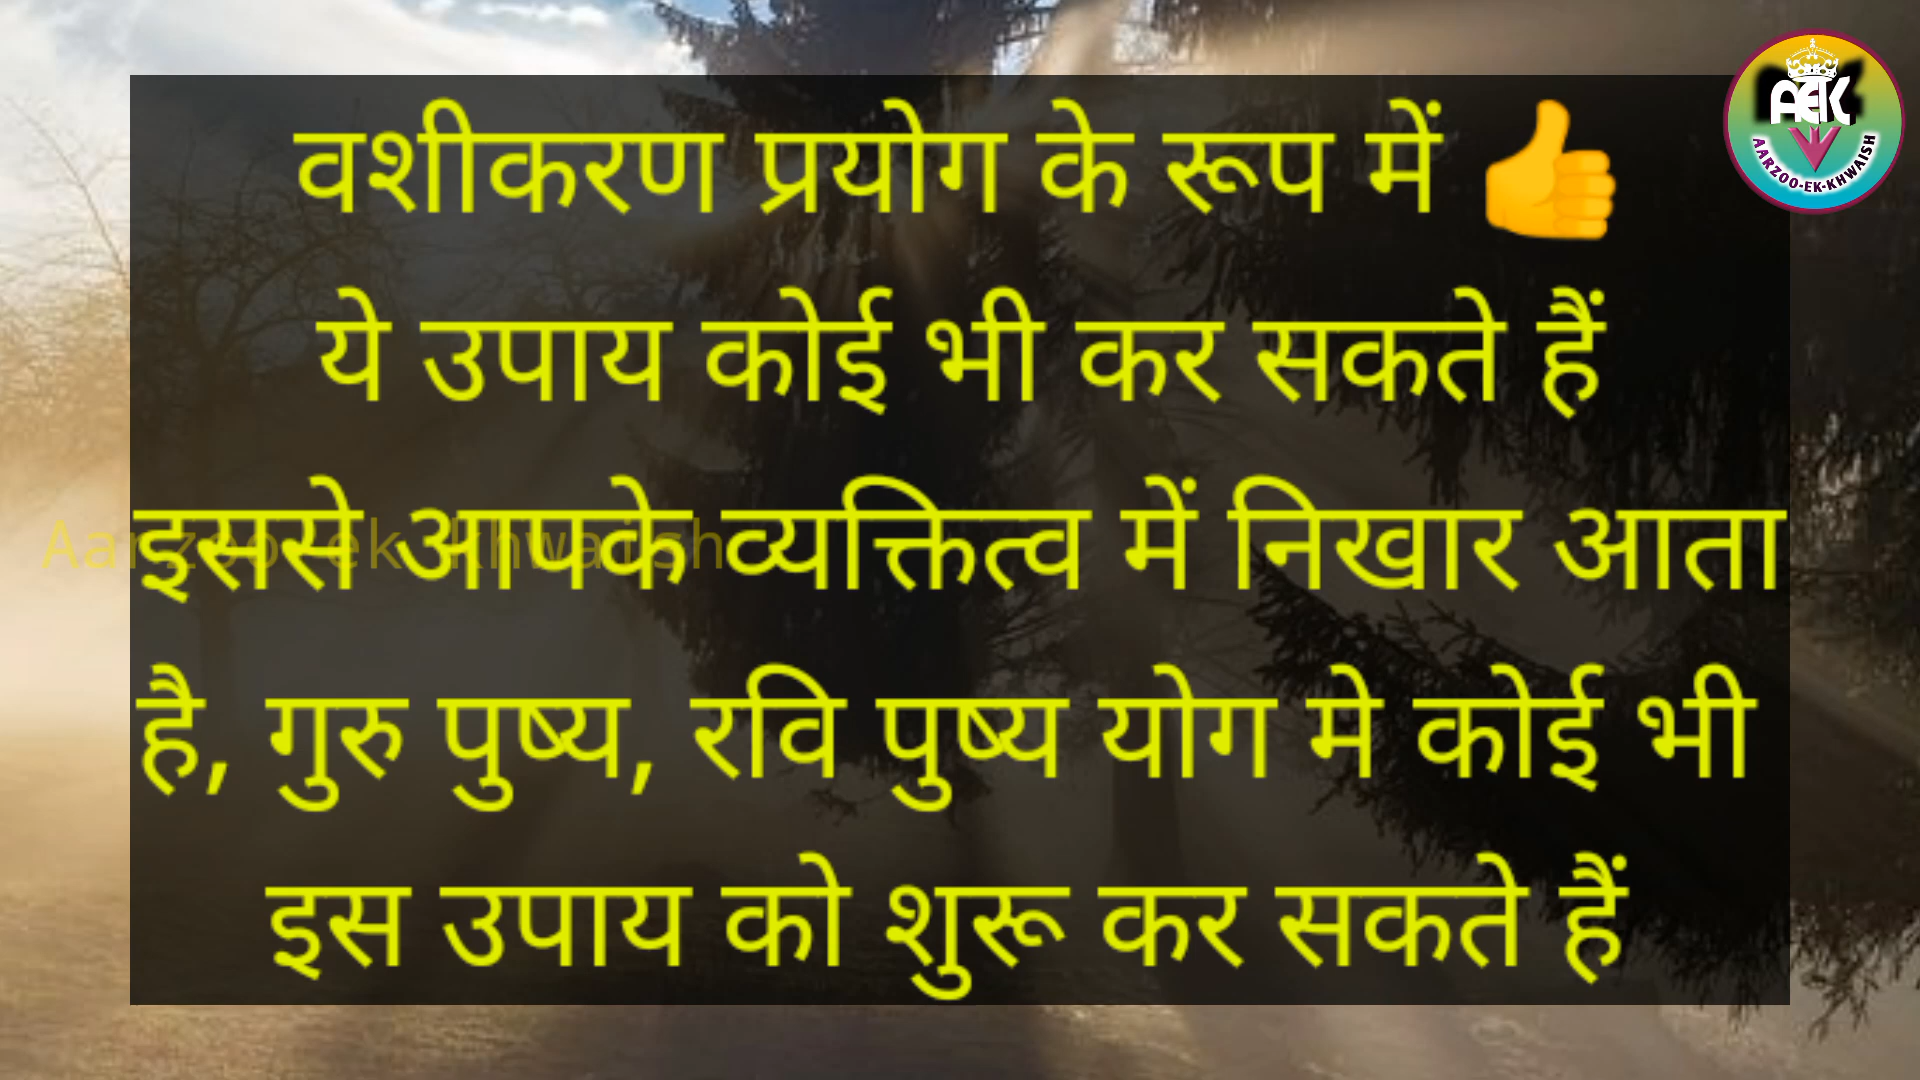 वशीकरण प्रयोग के रूप में 👍
ये उपाय कोई भी कर सकते हैं
इससे आपके व्यक्तित्व में निखार आता
है, गुरु पुष्य, रवि पुष्य योग मे कोई भी
इस उपाय को शुरू कर सकते हैं
Aarzoo ek khwaish
AEK
AARZOO-EK-KHWAISH